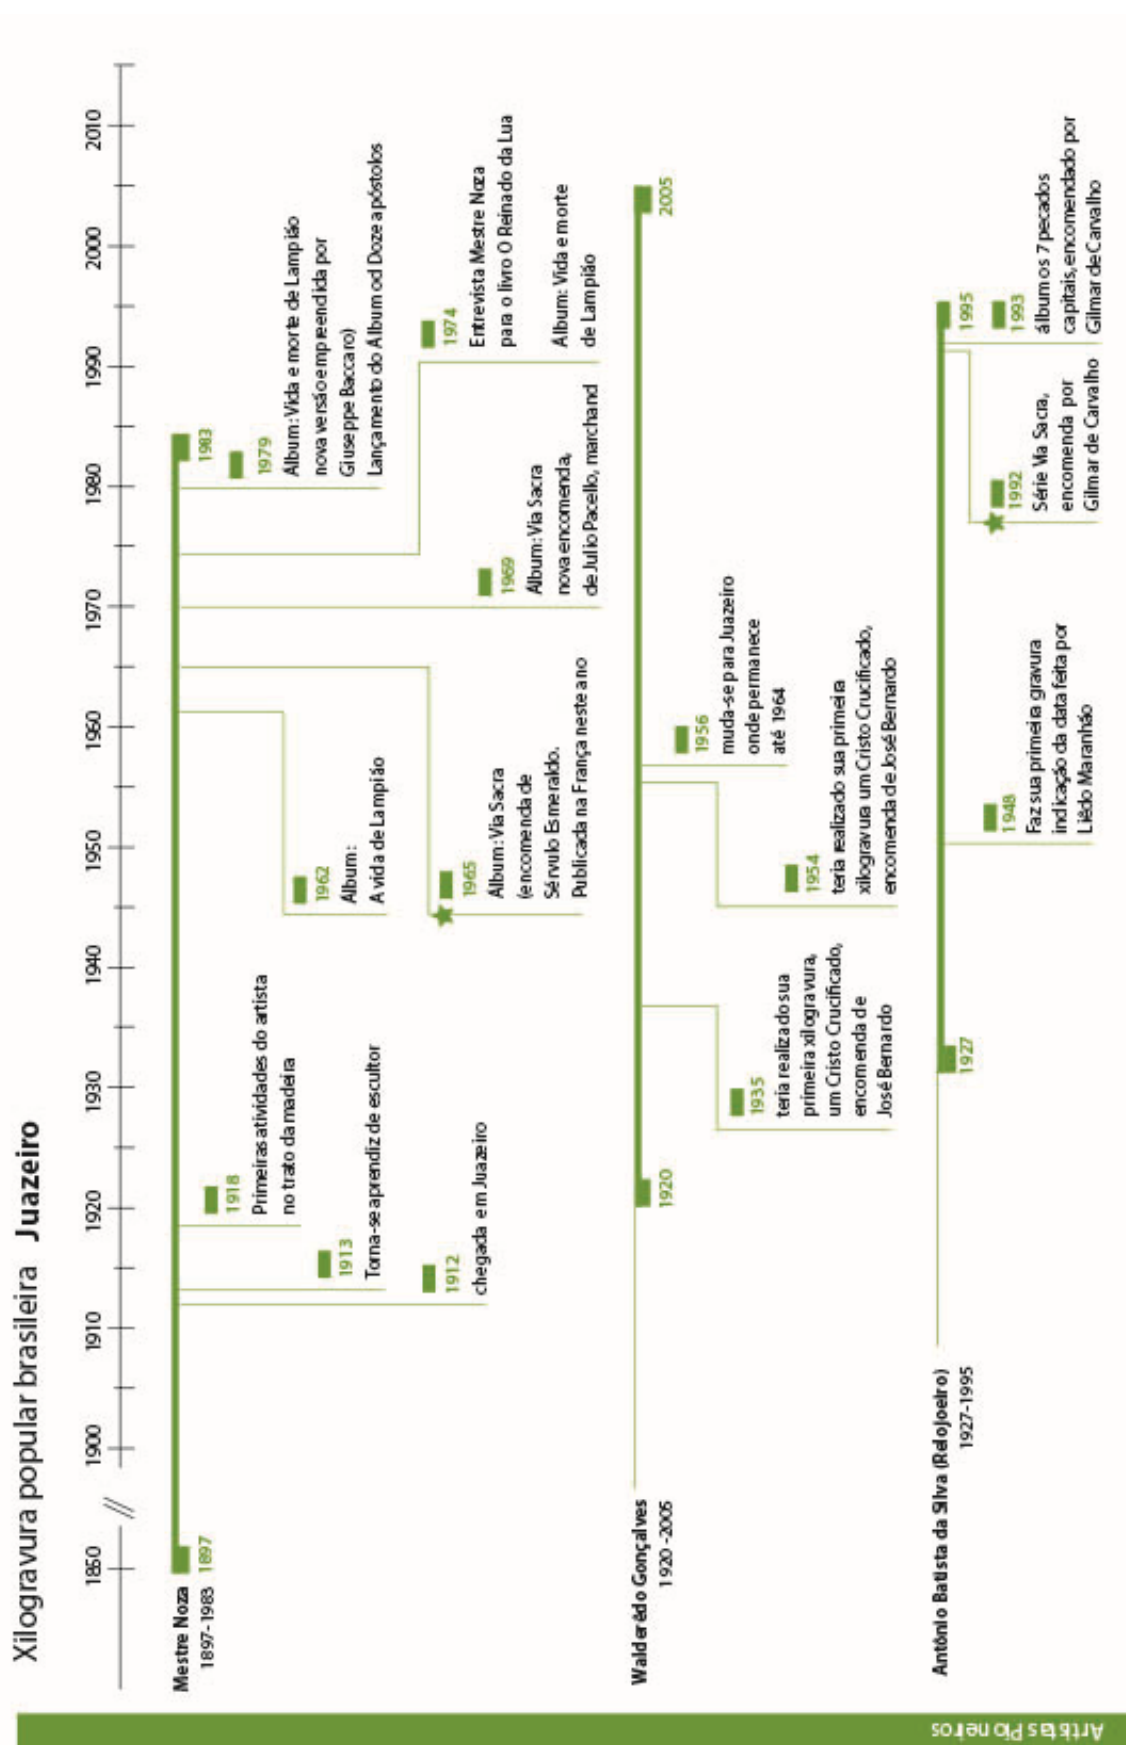 Xilogravura popular brasileira Juazeiro
1850
1900
1910
1920
1930
1940
1950
1960
1970
1980
1990
2000
2010
Mestre Noza
1897-1983
1897
1918
Primeiras atividades do artista
no trato da madeira
1913
Torna-se aprendiz de escultor
1912
chegada em Juazeiro
1962
Album:
A vida de Lampião
1965
Album: Via Sacra
(encomenda de
Sérvulo Esmeraldo.
Publicada na França neste ano
1969
Album: Via Sacra
nova encomenda,
de Julio Pacello, marchand
1983
1979
Album: Vida e morte de Lampião
nova versão empreendida por
Giuseppe Baccaro)
Lançamento do Album od Doze apóstolos
1974
Entrevista Mestre Noza
para o livro O Reinado da Lua
Album: Vida e morte
de Lampião
Walderêdo Gonçalves
1920 -2005
1920
1935
teria realizado sua
primeira xilogravura,
um Cristo Crucificado,
encomenda de
José Bernardo
1954
teria realizado sua primeira
xilogravura um Cristo Crucificado,
encomenda de José Bernardo
1956
muda-se para Juazeiro
onde permanece
até 1964
2005
Antônio Batista da Silva (Relojoeiro)
1927-1995
1927
1948
Faz sua primeira gravura
indicação da data feita por
Liêdo Maranhão
1992
Série Via Sacra,
encomenda por
Gilmar de Carvalho
1995
1993
álbum os 7 pecados
capitais, encomendado por
Gilmar de Carvalho
Artistas Pioneiros